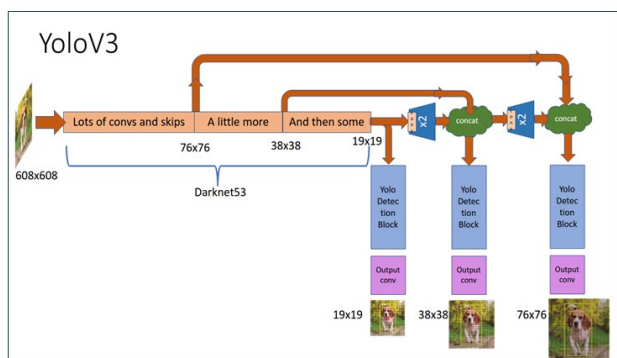 YoloV3
Lots of convs and skips
A little more
And then some
x2
concat
x2
concat
76x76
38x38
19x19
608x608
Darknet53
Yolo
Detec
tion
Block
Yolo
Detec
tion
Block
Yolo
Detec
tion
Block
Output
conv
Output
conv
Output
conv
19x19
38x38
76x76